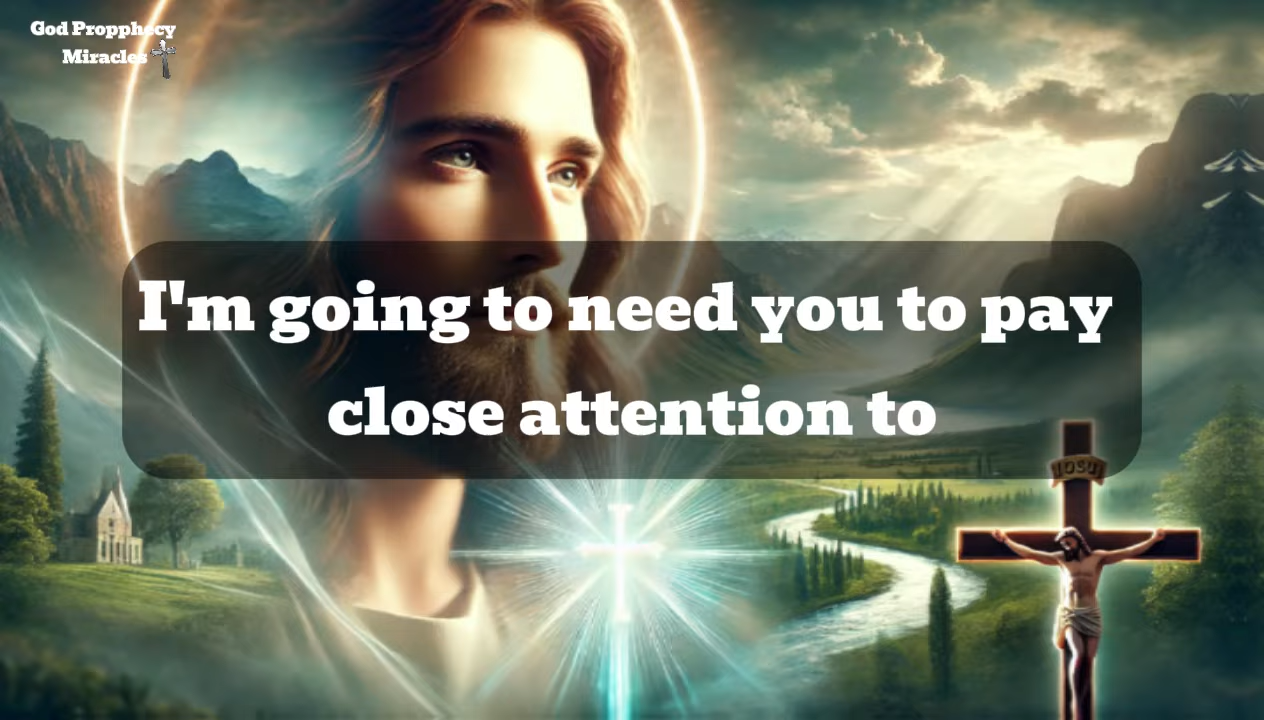 God Propphecy
Miracles
I'm going to need you to pay
close attention to